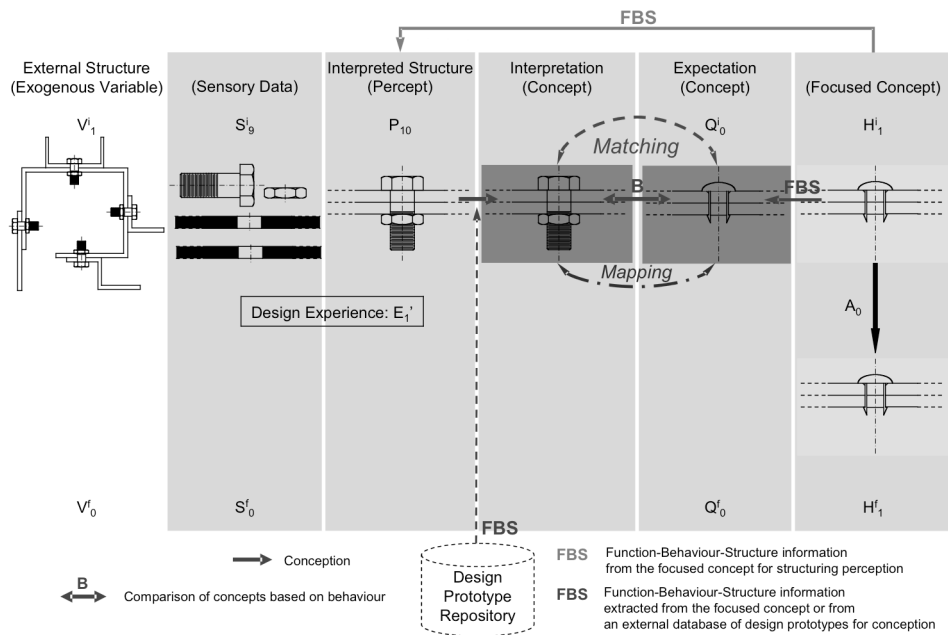 FBS
External Structure
(Exogenous Variable)
(Sensory Data)
Interpreted Structure
(Percept)
Interpretation
(Concept)
Expectation
(Concept)
(Focused Concept)
Vⁱ₁
Sⁱ₉
P₁₀
Qⁱ₀
Hⁱ₁
Matching
B
FBS
Mapping
Design Experience: E₁’
A₀
Vᶠ₀
Sᶠ₀
Qᶠ₀
Hᶠ₁
FBS
Conception
B
Comparison of concepts based on behaviour
Design
Prototype
Repository
FBS Function-Behaviour-Structure information
from the focused concept for structuring perception
FBS Function-Behaviour-Structure information
extracted from the focused concept or from
an external database of design prototypes for conception